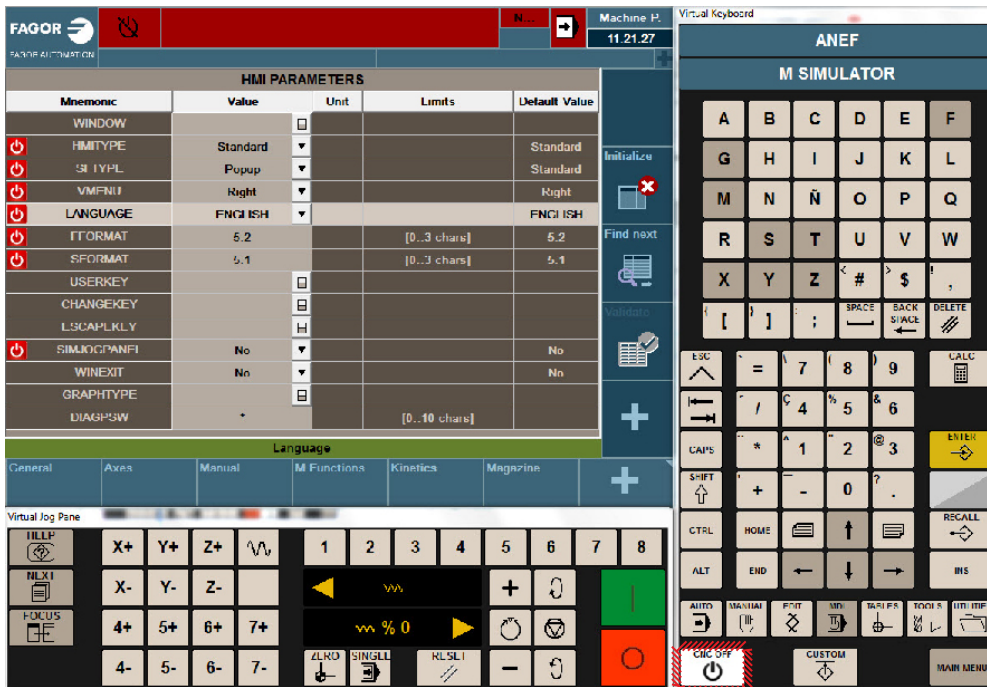 FAGOR
FAGOR AUTOMATION
N...
Machine P.
11.21.27
HMI PARAMETERS
Mnemonic Value Unit Limits Default Value
WINDOW
HMITYPE Standard Standard
SFTYPE Popup Standard
VMENU Right Right
LANGUAGE ENGLISH ENGLISH
FFORMAT 5.2 [0..3 chars] 5.2
SFORMAT 5.1 [0..3 chars] 5.1
USERKEY
CHANGEKEY
ESCAPEKEY
SIMJOGPANEL No No
WINEXIT No No
GRAPHTYPE
DIAGPSW * [0..10 chars]
Language
Initialize
Find next
Validate
General Axes Manual M Functions Kinetics Magazine
Virtual Jog Pane
HELP X+ Y+ Z+ 1 2 3 4 5 6 7 8
NEXT X- Y- Z- +
FOCUS 4+ 5+ 6+ 7+ % 0
4- 5- 6- 7- ZERO SINGLE RESET −
Virtual Keyboard
ANEF
M SIMULATOR
A B C D E F
G H I J K L
M N Ñ O P Q
R S T U V W
X Y Z < # > $ ! ,
{ [ } ] : ; SPACE BACK SPACE DELETE
ESC = \ 7 ( 8 ) 9 CALC
/ Ç 4 % 5 & 6
CAPS * 1 2 @ 3 ENTER
SHIFT + - 0 ? .
CTRL HOME RECALL
ALT END INS
AUTO MANUAL EDIT MDI TABLES TOOLS UTILITIE
CNC OFF CUSTOM MAIN MENU